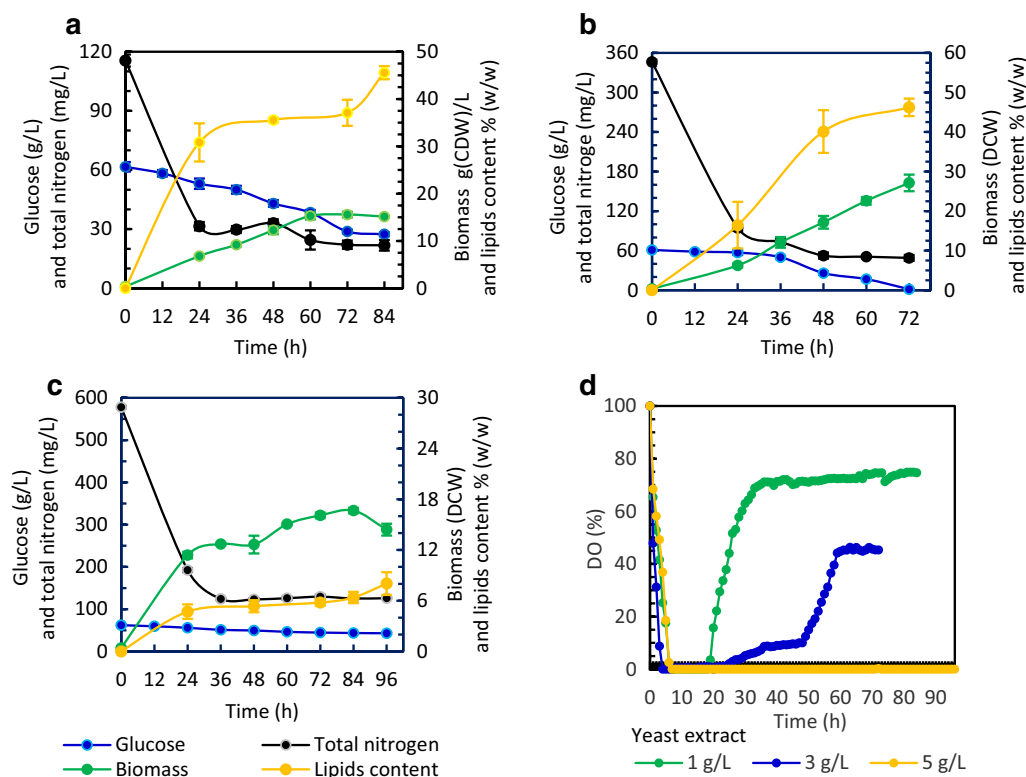 a
Glucose (g/L)
and total nitrogen (mg/L)
120
90
60
30
0
50
40
30
20
10
0
Biomass g(CDW)/L
and lipids content % (w/w)
0 12 24 36 48 60 72 84
Time (h)
b
Glucose (g/L)
and total nitroge (mg/L)
360
300
240
180
120
60
0
60
50
40
30
20
10
0
Biomass (DCW)
and lipids content % (w/w)
0 12 24 36 48 60 72
Time (h)
c
Glucose (g/L)
and total nitrogen (mg/L)
600
500
400
300
200
100
0
30
24
18
12
6
0
Biomass (DCW)
and lipids content % (w/w)
0 12 24 36 48 60 72 84 96
Time (h)
d
DO (%)
100
80
60
40
20
0
0 10 20 30 40 50 60 70 80 90
Time (h)
Glucose
Total nitrogen
Biomass
Lipids content
Yeast extract
1 g/L 3 g/L 5 g/L